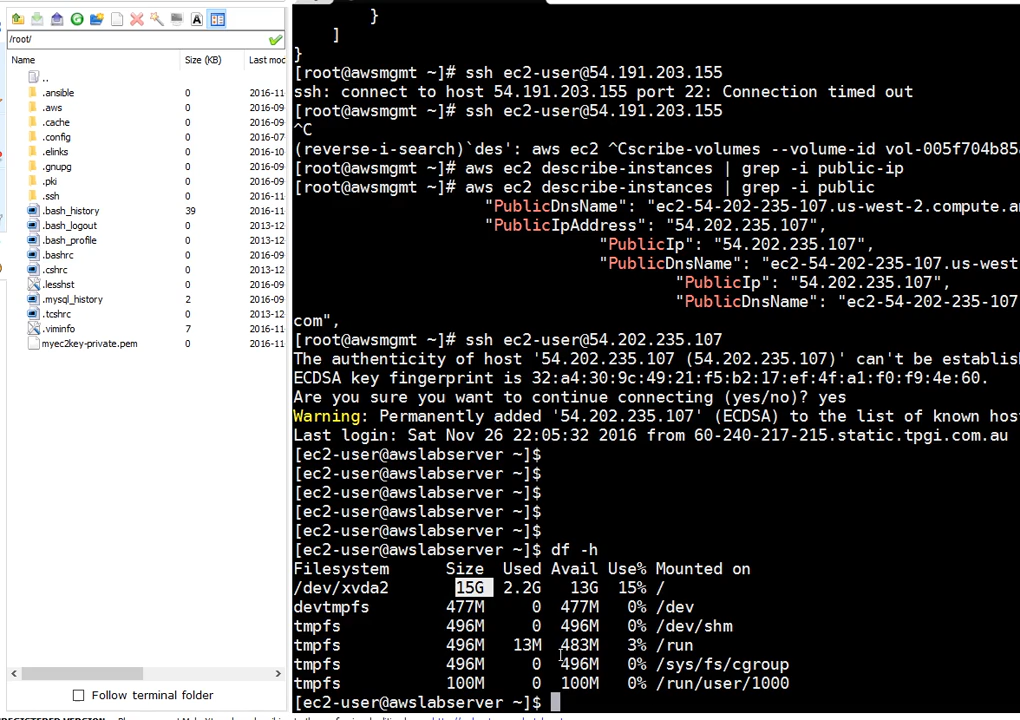 /root/
Name Size (KB) Last mod
..
.ansible 0 2016-11
.aws 0 2016-09
.cache 0 2016-09
.config 0 2016-07
.elinks 0 2016-10
.gnupg 0 2016-09
.pki 0 2016-09
.ssh 0 2016-11
.bash_history 39 2016-11
.bash_logout 0 2013-12
.bash_profile 0 2013-12
.bashrc 0 2016-09
.cshrc 0 2013-12
.lesshst 0 2016-09
.mysql_history 2 2016-09
.tcshrc 0 2013-12
.viminfo 7 2016-11
myec2key-private.pem 0 2016-11
Follow terminal folder
}
]
}
[root@awsmgmt ~]# ssh ec2-user@54.191.203.155
ssh: connect to host 54.191.203.155 port 22: Connection timed out
[root@awsmgmt ~]# ssh ec2-user@54.191.203.155
^C
(reverse-i-search)`des': aws ec2 ^Cscribe-volumes --volume-id vol-005f704b85
[root@awsmgmt ~]# aws ec2 describe-instances | grep -i public-ip
[root@awsmgmt ~]# aws ec2 describe-instances | grep -i public
"PublicDnsName": "ec2-54-202-235-107.us-west-2.compute.am
"PublicIpAddress": "54.202.235.107",
"PublicIp": "54.202.235.107",
"PublicDnsName": "ec2-54-202-235-107.us-west
"PublicIp": "54.202.235.107",
"PublicDnsName": "ec2-54-202-235-107
com",
[root@awsmgmt ~]# ssh ec2-user@54.202.235.107
The authenticity of host '54.202.235.107 (54.202.235.107)' can't be establis
ECDSA key fingerprint is 32:a4:30:9c:49:21:f5:b2:17:ef:4f:a1:f0:f9:4e:60.
Are you sure you want to continue connecting (yes/no)? yes
Warning: Permanently added '54.202.235.107' (ECDSA) to the list of known hos
Last login: Sat Nov 26 22:05:32 2016 from 60-240-217-215.static.tpgi.com.au
[ec2-user@awslabserver ~]$
[ec2-user@awslabserver ~]$
[ec2-user@awslabserver ~]$
[ec2-user@awslabserver ~]$
[ec2-user@awslabserver ~]$
[ec2-user@awslabserver ~]$ df -h
Filesystem Size Used Avail Use% Mounted on
/dev/xvda2 15G 2.2G 13G 15% /
devtmpfs 477M 0 477M 0% /dev
tmpfs 496M 0 496M 0% /dev/shm
tmpfs 496M 13M 483M 3% /run
tmpfs 496M 0 496M 0% /sys/fs/cgroup
tmpfs 100M 0 100M 0% /run/user/1000
[ec2-user@awslabserver ~]$